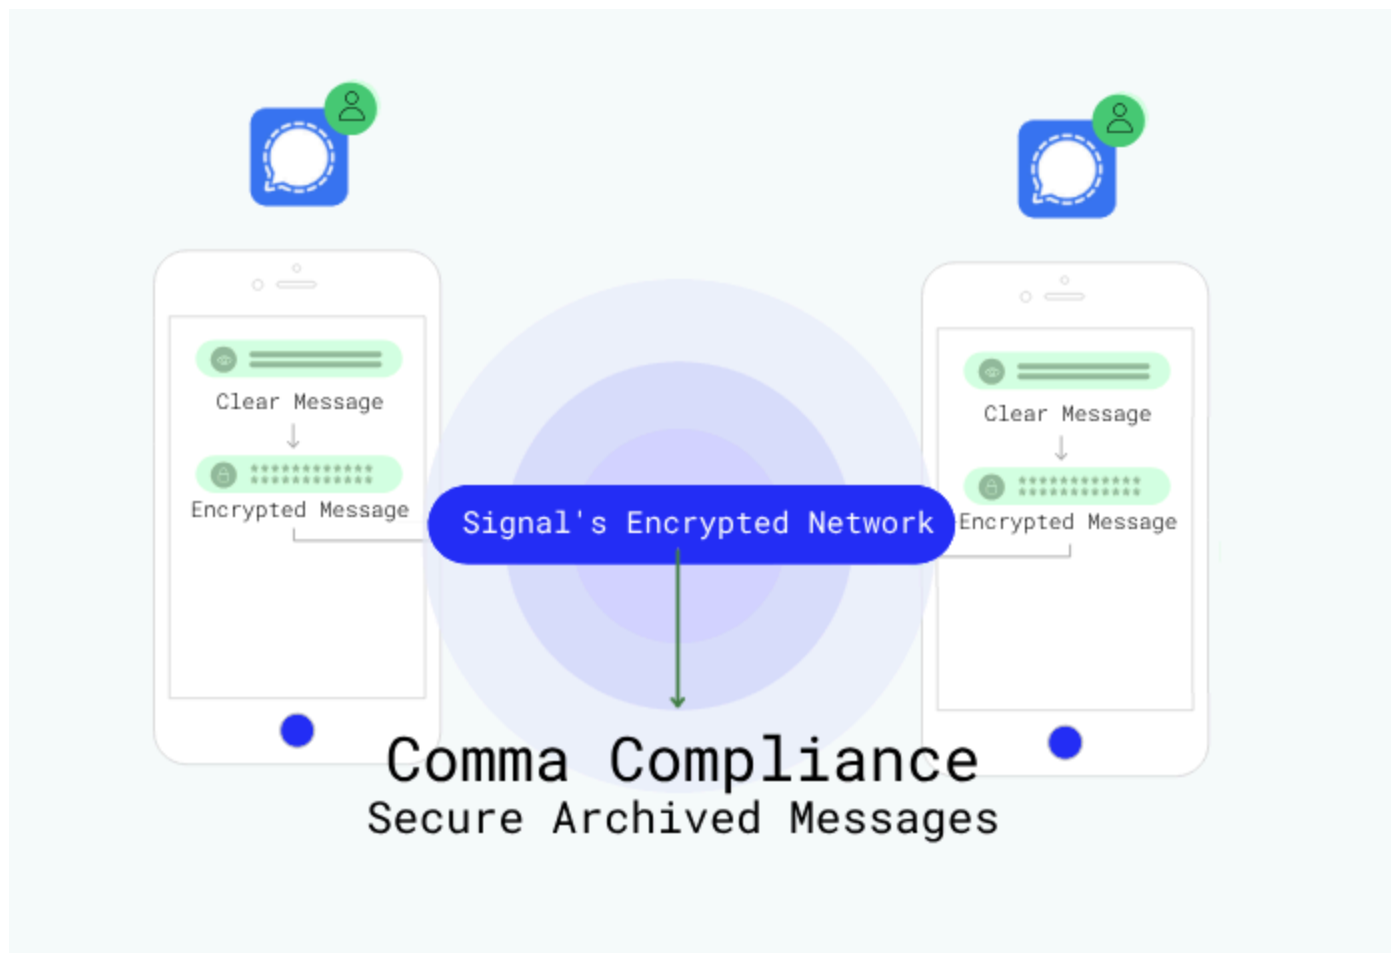 Clear Message
Encrypted Message
Clear Message
Encrypted Message
Signal's Encrypted Network
Comma Compliance
Secure Archived Messages